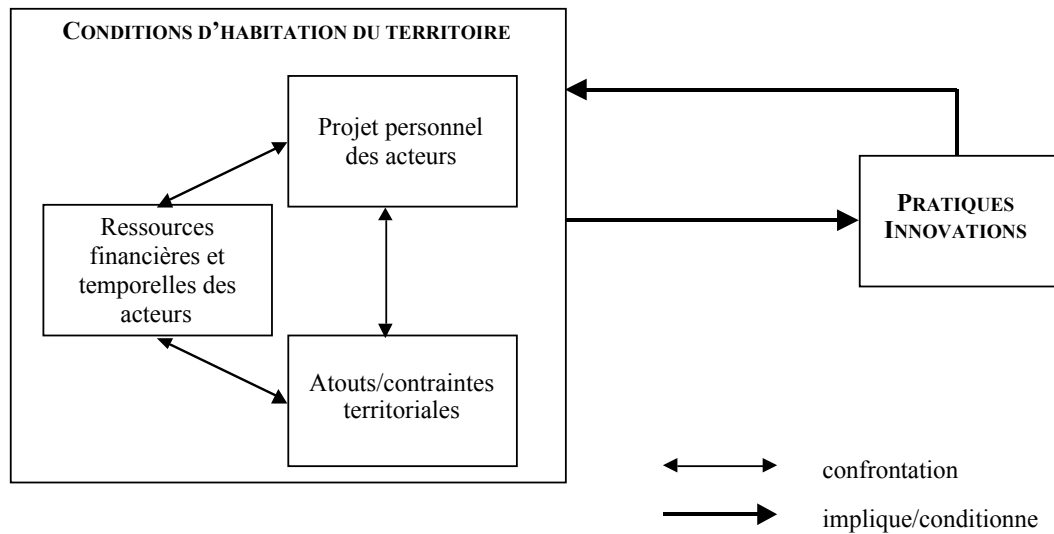 CONDITIONS D’HABITATION DU TERRITOIRE
Projet personnel
des acteurs
Ressources
financières et
temporelles des
acteurs
Atouts/contraintes
territoriales
PRATIQUES
INNOVATIONS
confrontation
implique/conditionne